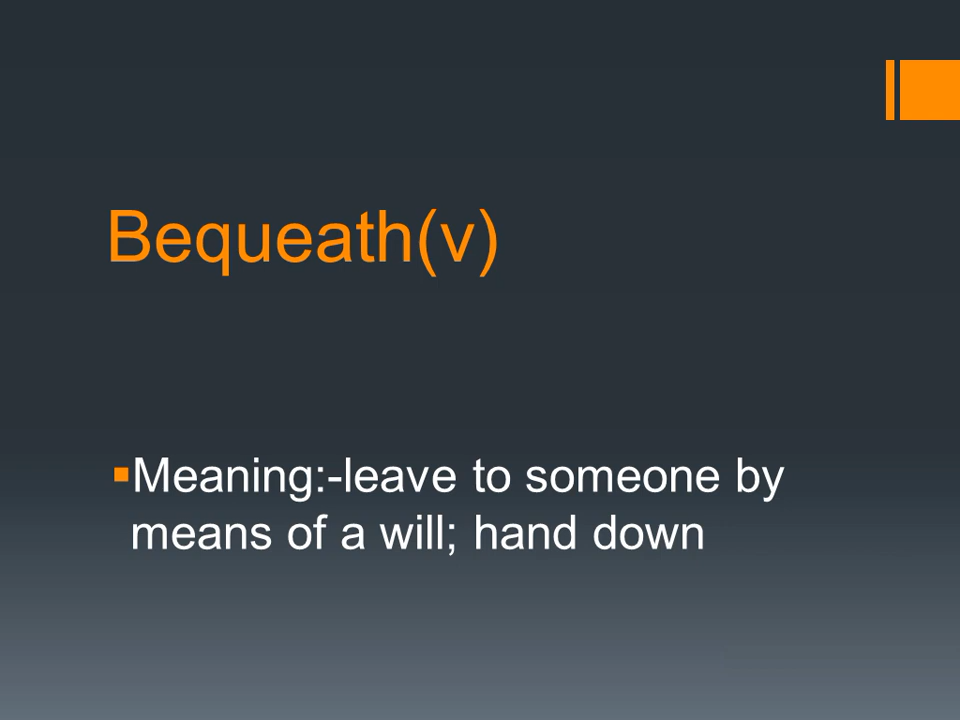 Bequeath(v)
▪Meaning:-leave to someone by
means of a will; hand down